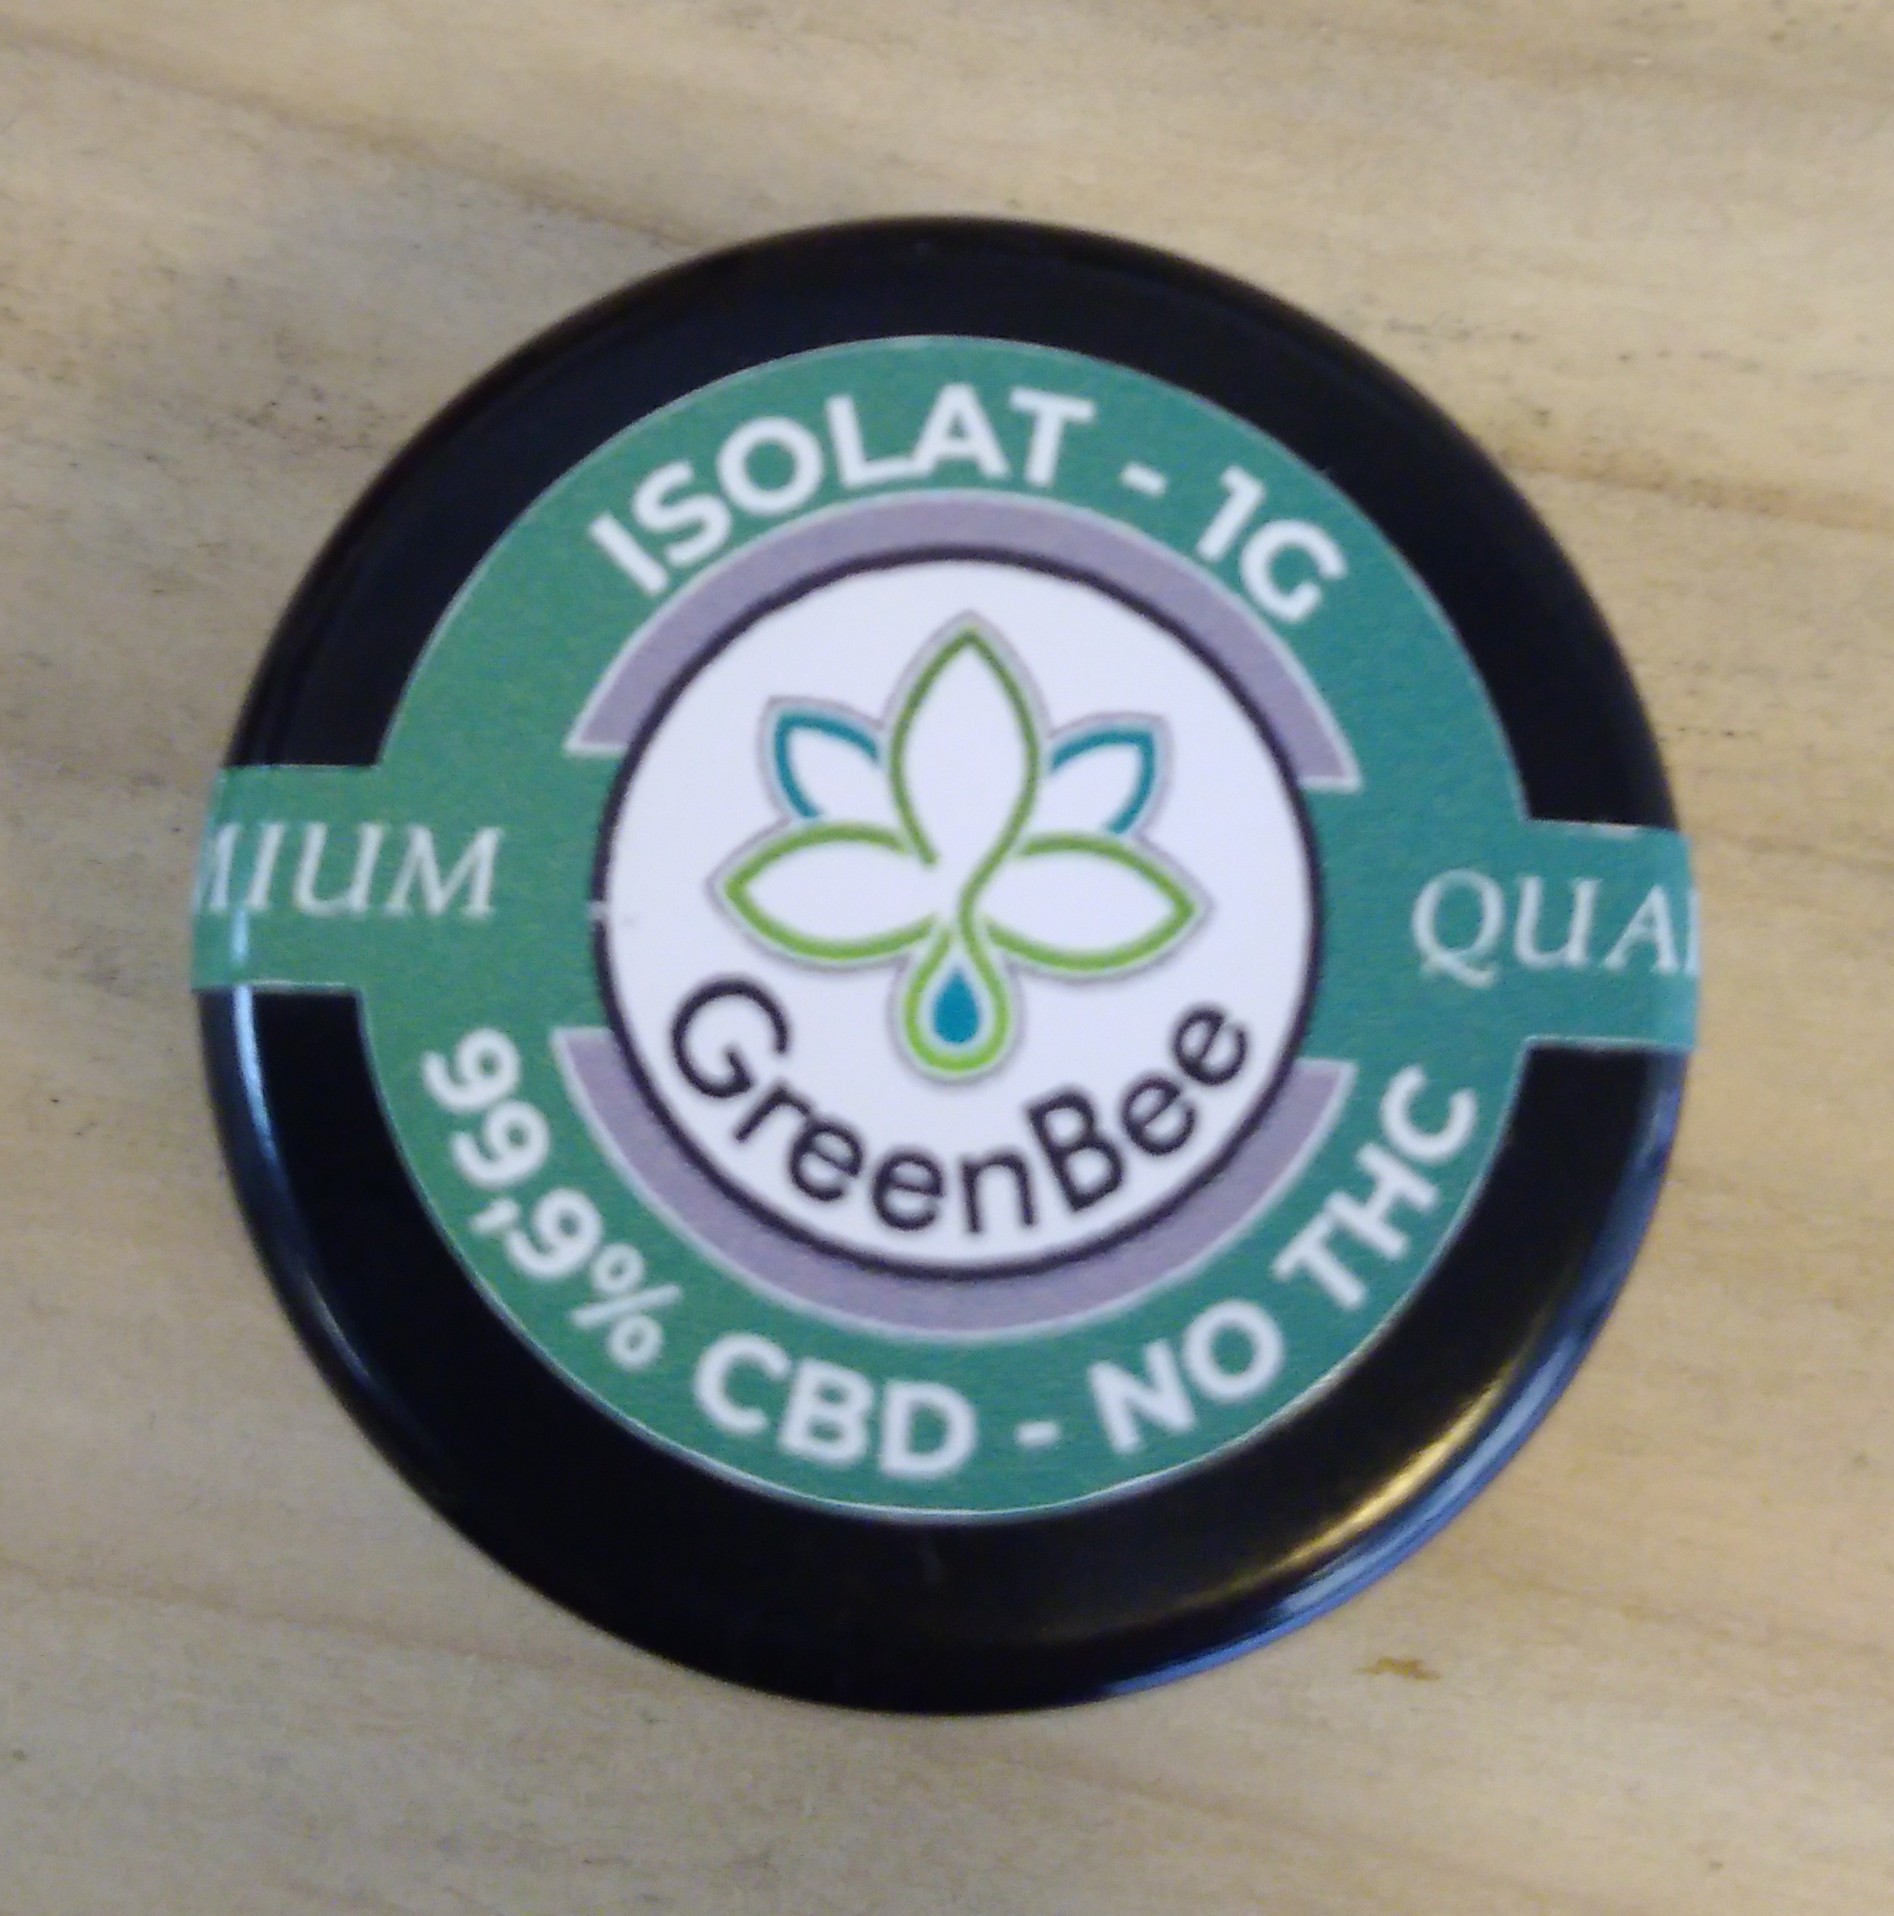 ISOLAT - 1G
MIUM
QUAL
GreenBee
99,9% CBD - NO THC